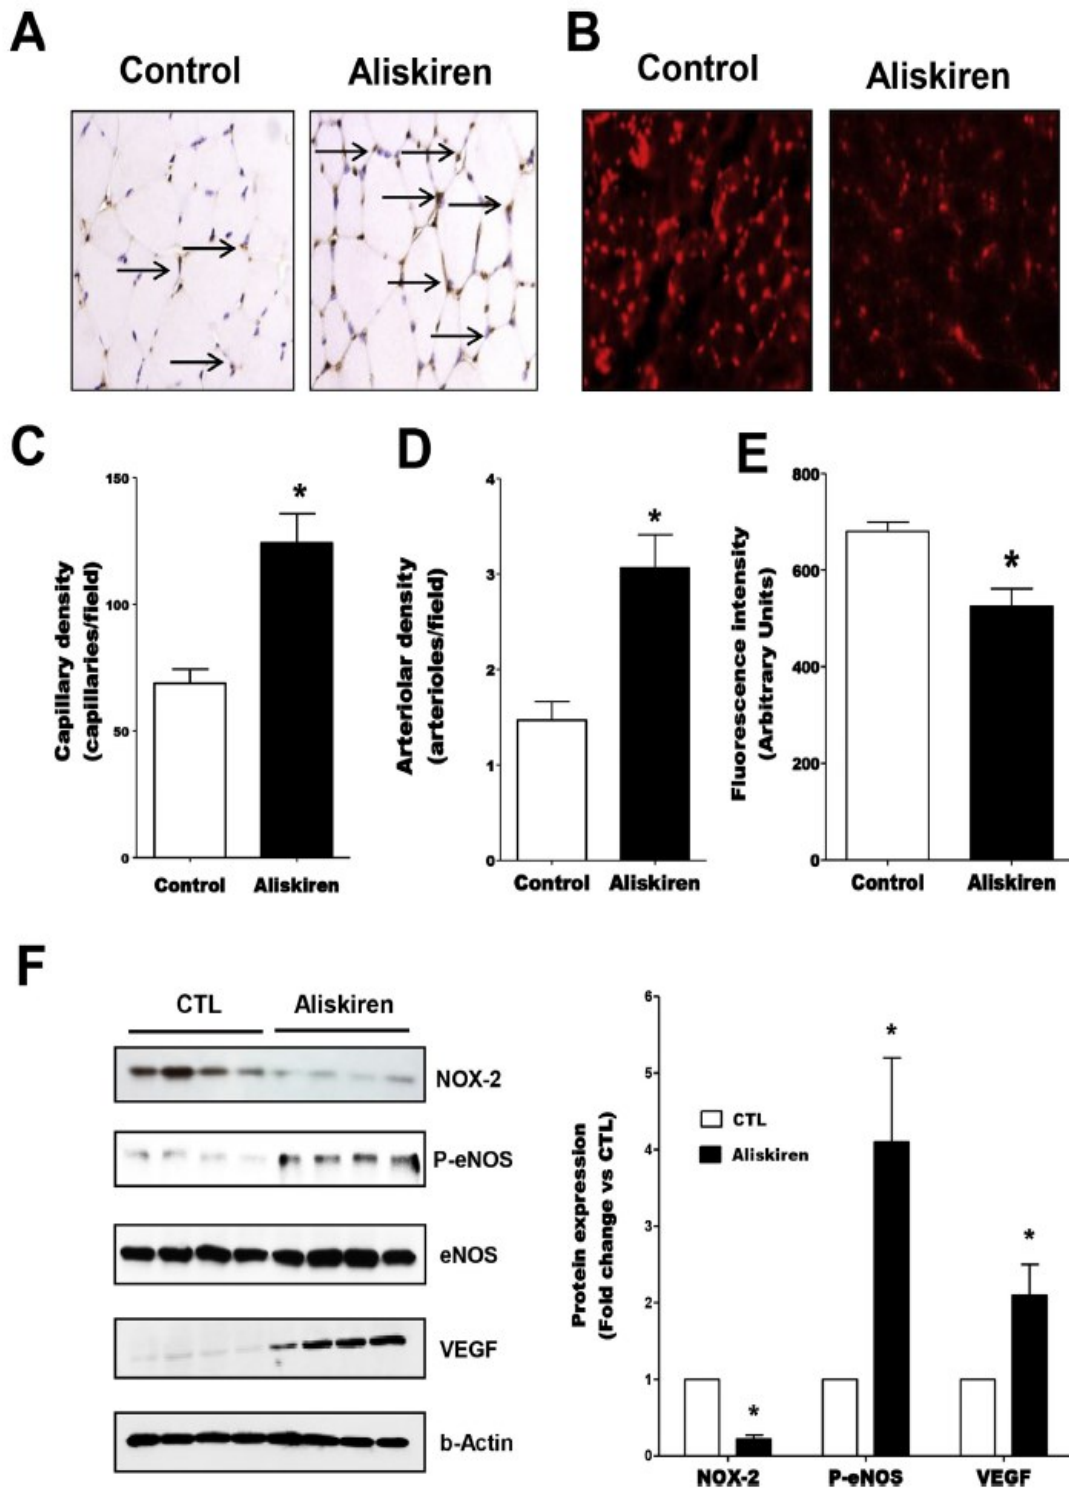 A
B
Control
Aliskiren
Control
Aliskiren
C
D
E
Capillary density
(capillaries/field)
150
100
50
0
*
Control
Aliskiren
Arteriolar density
(arterioles/field)
4
3
2
1
0
*
Control
Aliskiren
Fluorescence intensity
(Arbitrary Units)
800
600
400
200
0
*
Control
Aliskiren
F
CTL
Aliskiren
NOX-2
P-eNOS
eNOS
VEGF
b-Actin
Protein expression
(Fold change vs CTL)
6
5
4
3
2
1
0
CTL
Aliskiren
*
*
*
NOX-2
P-eNOS
VEGF